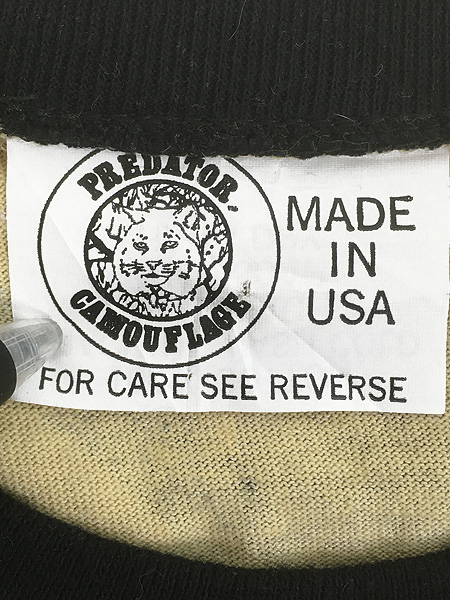 PREDATOR
CAMOUFLAGE
MADE
IN
USA
FOR CARE SEE REVERSE